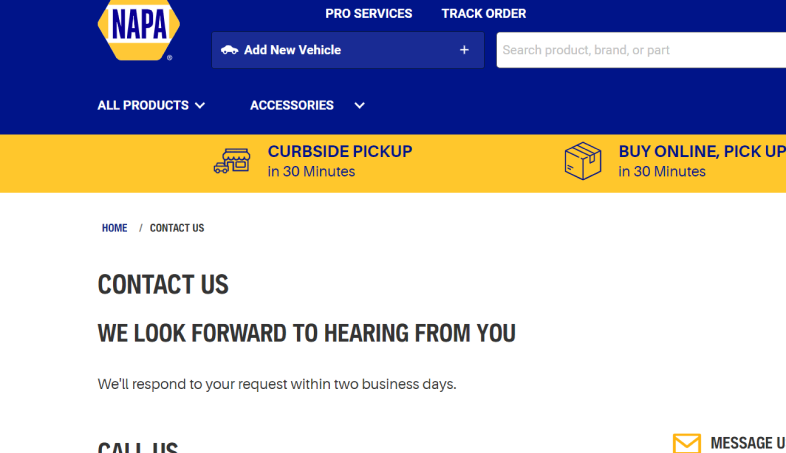 PRO SERVICES TRACK ORDER
NAPA
®
Add New Vehicle +
Search product, brand, or part
ALL PRODUCTS ACCESSORIES
CURBSIDE PICKUP
in 30 Minutes
BUY ONLINE, PICK UP
in 30 Minutes
HOME / CONTACT US
CONTACT US
WE LOOK FORWARD TO HEARING FROM YOU
We'll respond to your request within two business days.
CALL US
MESSAGE U